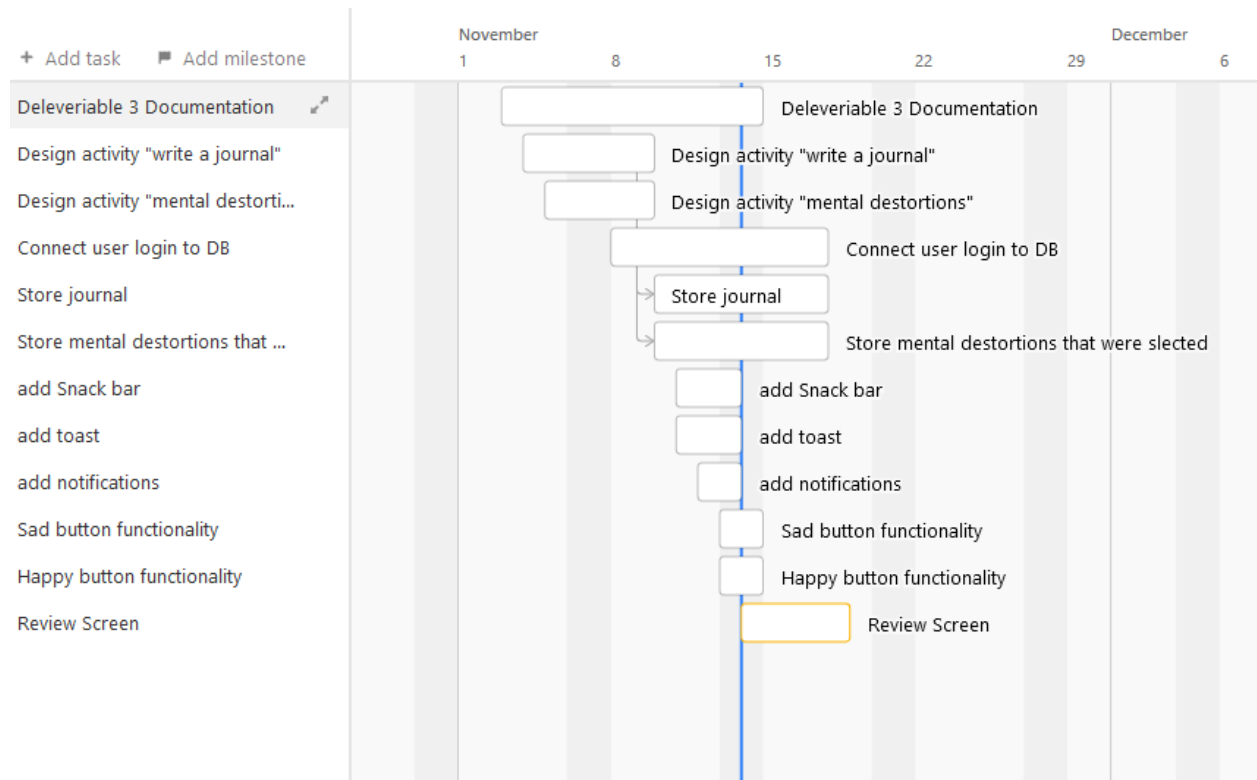 November
December
+ Add task
Add milestone
1
8
15
22
29
6
Deleveriable 3 Documentation
Deleveriable 3 Documentation
Design activity "write a journal"
Design activity "write a journal"
Design activity "mental destorti...
Design activity "mental destortions"
Connect user login to DB
Connect user login to DB
Store journal
Store journal
Store mental destortions that ...
Store mental destortions that were slected
add Snack bar
add Snack bar
add toast
add toast
add notifications
add notifications
Sad button functionality
Sad button functionality
Happy button functionality
Happy button functionality
Review Screen
Review Screen